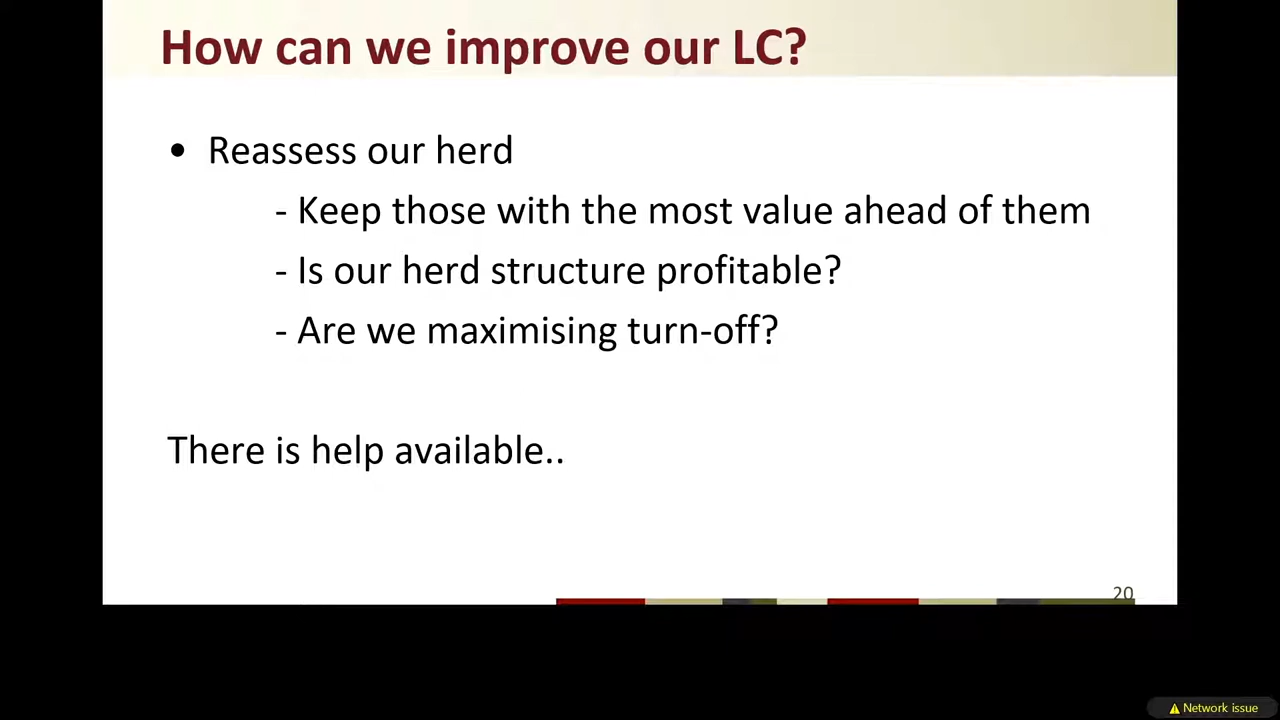 How can we improve our LC?
• Reassess our herd
- Keep those with the most value ahead of them
- Is our herd structure profitable?
- Are we maximising turn-off?
There is help available..
20
Network issue